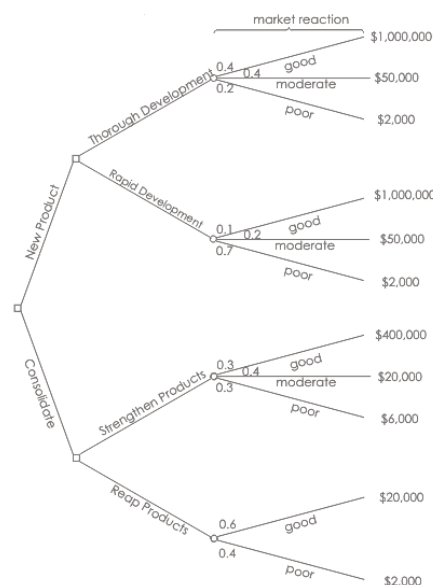 market reaction
$1,000,000
0.4
good
0.4
Thorough Development
moderate
$50,000
0.2
poor
$2,000
New Product
Rapid Development
$1,000,000
0.1
good
0.2
moderate
$50,000
0.7
poor
$2,000
Consolidate
$400,000
0.3
good
0.4
Strengthen Products
moderate
$20,000
0.3
poor
$6,000
Reap Products
$20,000
0.6
good
0.4
poor
$2,000